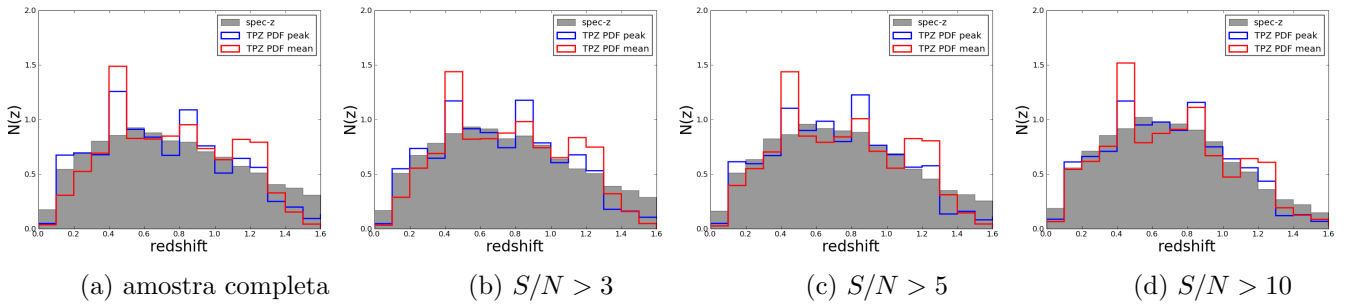 2.0
1.5
1.0
0.5
0.0
N(z)
spec-z
TPZ PDF peak
TPZ PDF mean
0.0 0.2 0.4 0.6 0.8 1.0 1.2 1.4 1.6
redshift
(a) amostra completa
2.0
1.5
1.0
0.5
0.0
N(z)
spec-z
TPZ PDF peak
TPZ PDF mean
0.0 0.2 0.4 0.6 0.8 1.0 1.2 1.4 1.6
redshift
(b) S/N > 3
2.0
1.5
1.0
0.5
0.0
N(z)
spec-z
TPZ PDF peak
TPZ PDF mean
0.0 0.2 0.4 0.6 0.8 1.0 1.2 1.4 1.6
redshift
(c) S/N > 5
2.0
1.5
1.0
0.5
0.0
N(z)
spec-z
TPZ PDF peak
TPZ PDF mean
0.0 0.2 0.4 0.6 0.8 1.0 1.2 1.4 1.6
redshift
(d) S/N > 10